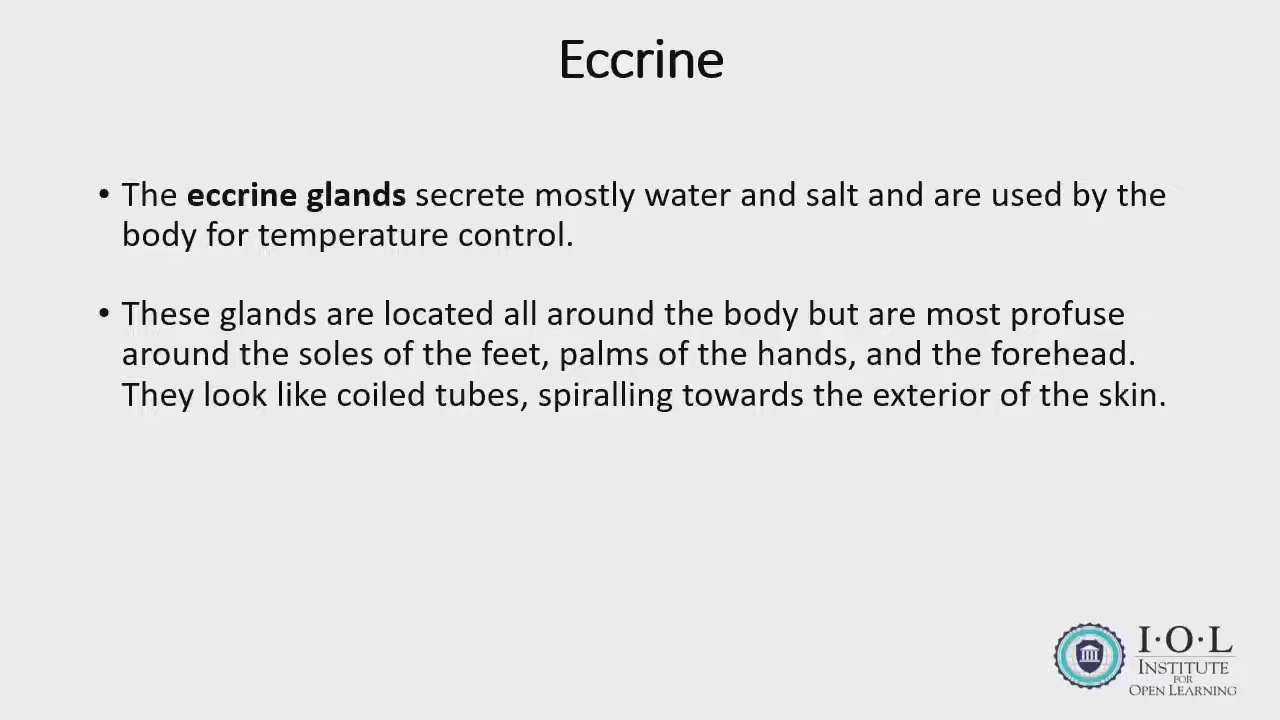 Eccrine
• The eccrine glands secrete mostly water and salt and are used by the
body for temperature control.
• These glands are located all around the body but are most profuse
around the soles of the feet, palms of the hands, and the forehead.
They look like coiled tubes, spiralling towards the exterior of the skin.
I·O·L
INSTITUTE
FOR
OPEN LEARNING